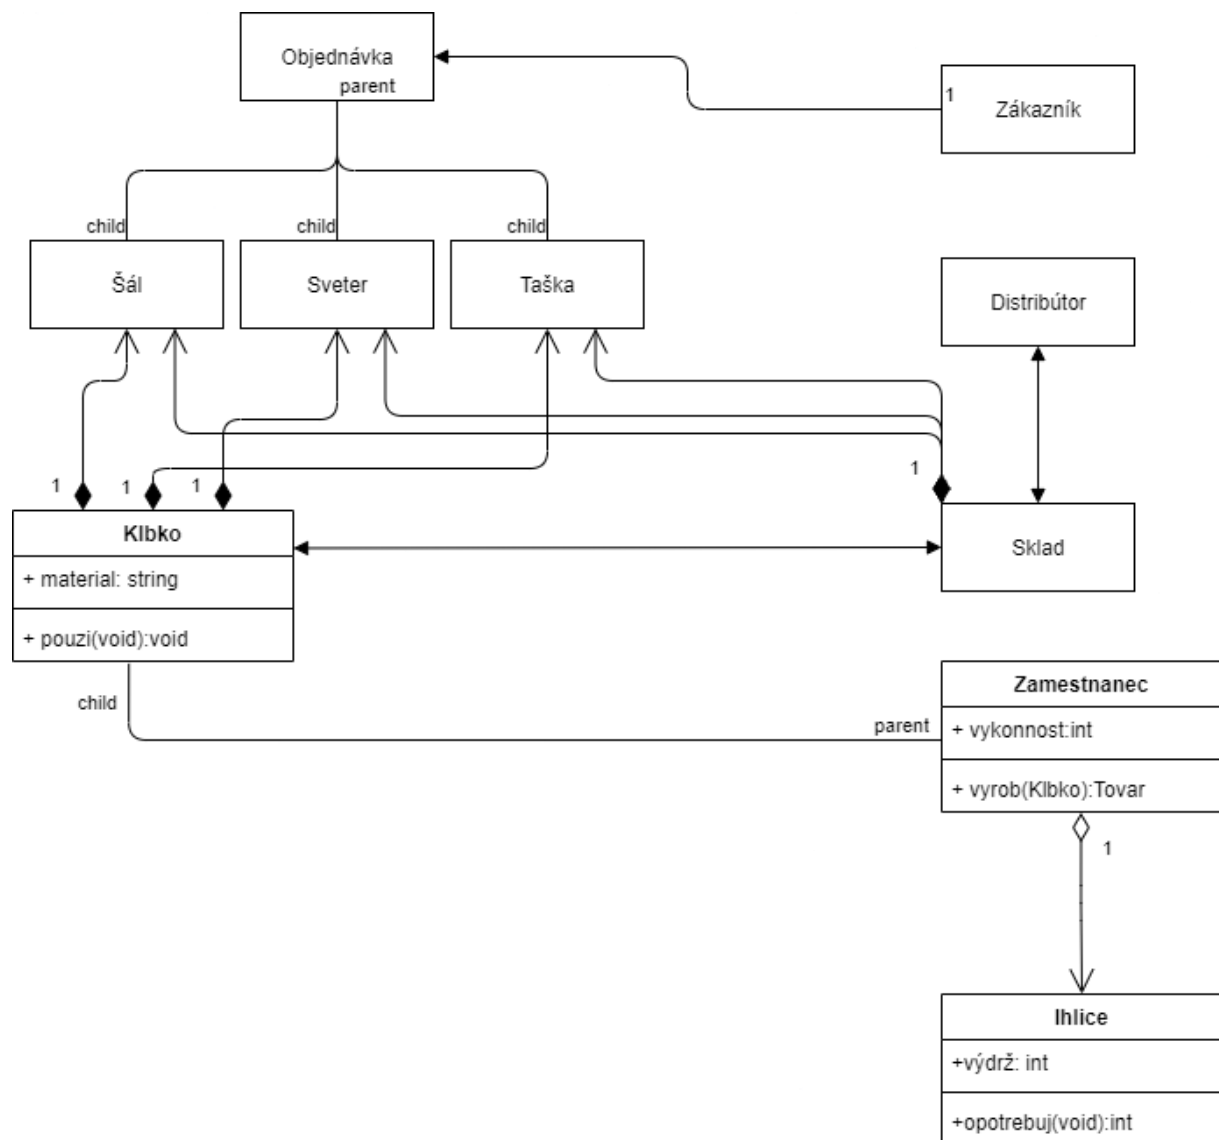 Objednávka
parent
1
Zákazník
child
child
child
Šál
Sveter
Taška
Distribútor
1
1
1
1
Klbko
+ material: string
+ pouzi(void):void
Sklad
child
parent
Zamestnanec
+ vykonnost:int
+ vyrob(Klbko):Tovar
1
Ihlice
+výdrž: int
+opotrebuj(void):int